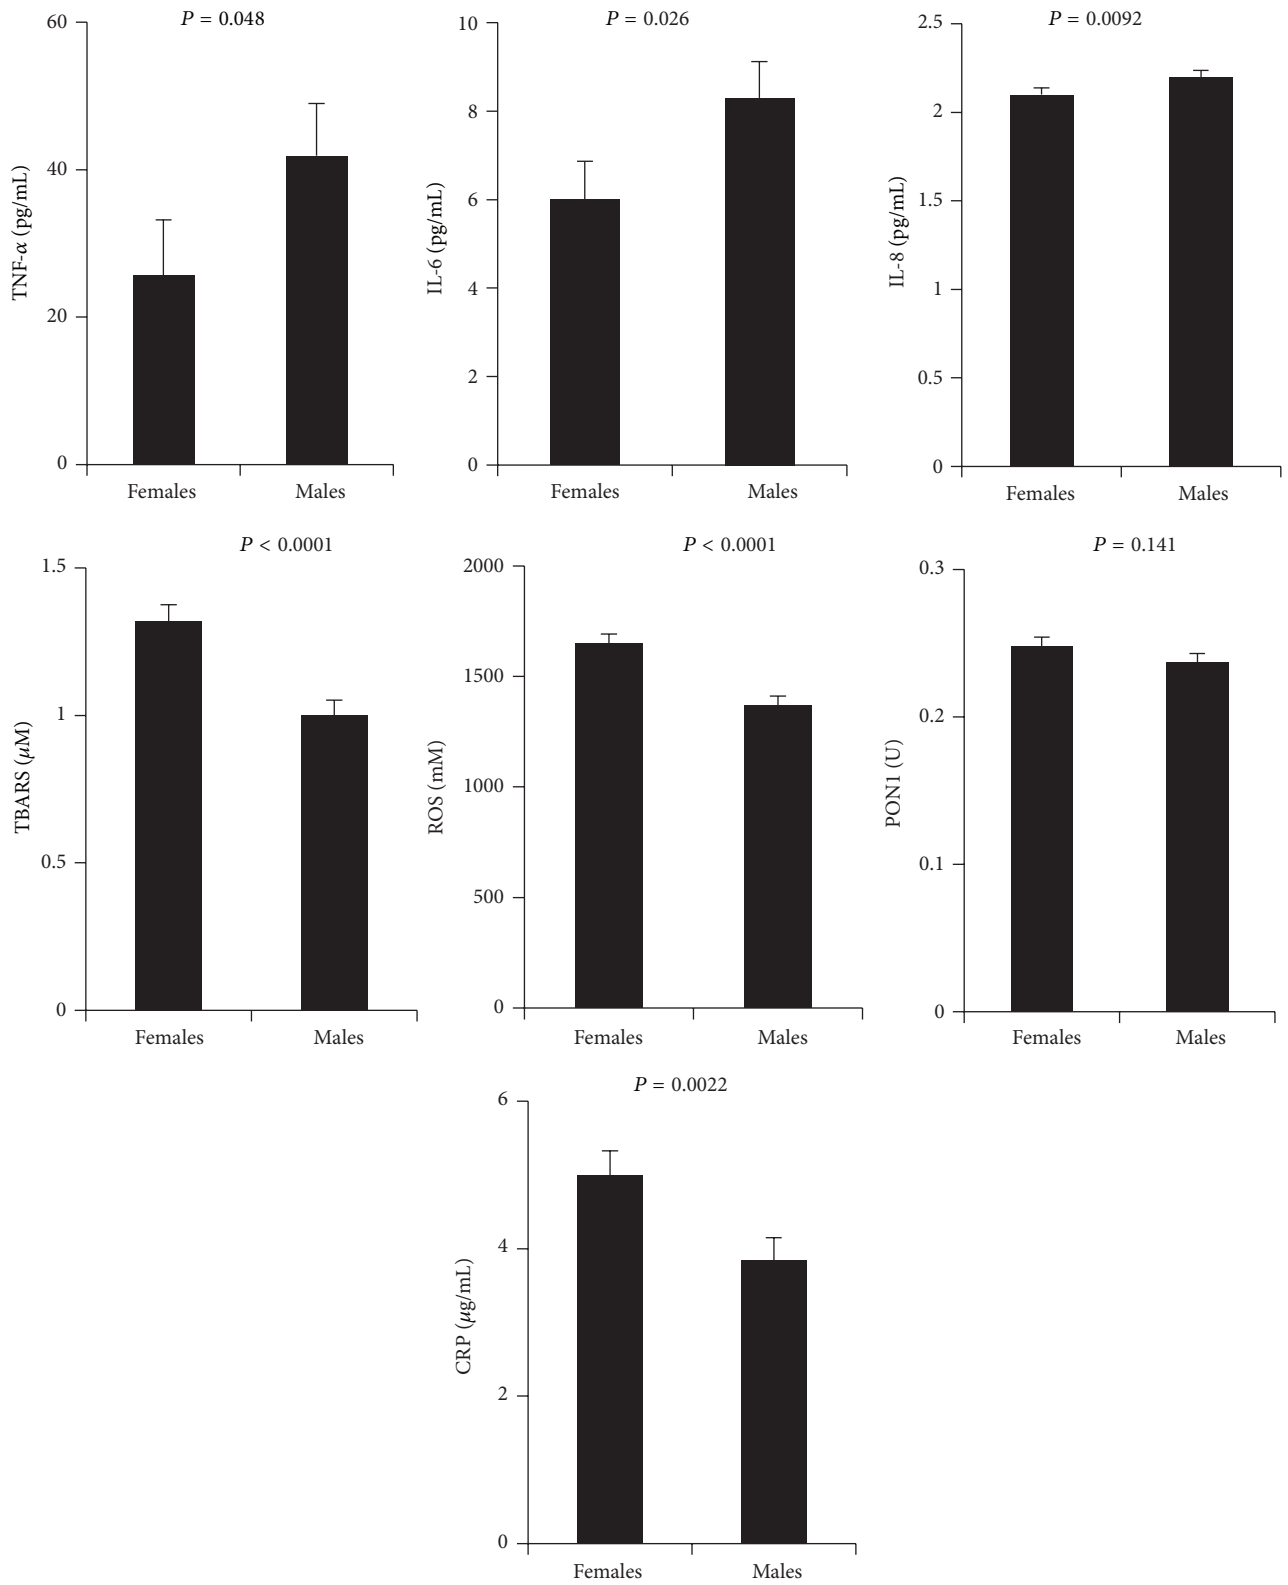 P = 0.048
TNF-α (pg/mL)
60
40
20
0
Females Males
P = 0.026
IL-6 (pg/mL)
10
8
6
4
2
0
Females Males
P = 0.0092
IL-8 (pg/mL)
2.5
2
1.5
1
0.5
0
Females Males
P < 0.0001
TBARS (μM)
1.5
1
0.5
0
Females Males
P < 0.0001
ROS (mM)
2000
1500
1000
500
0
Females Males
P = 0.141
PON1 (U)
0.3
0.2
0.1
0
Females Males
P = 0.0022
CRP (μg/mL)
6
4
2
0
Females Males